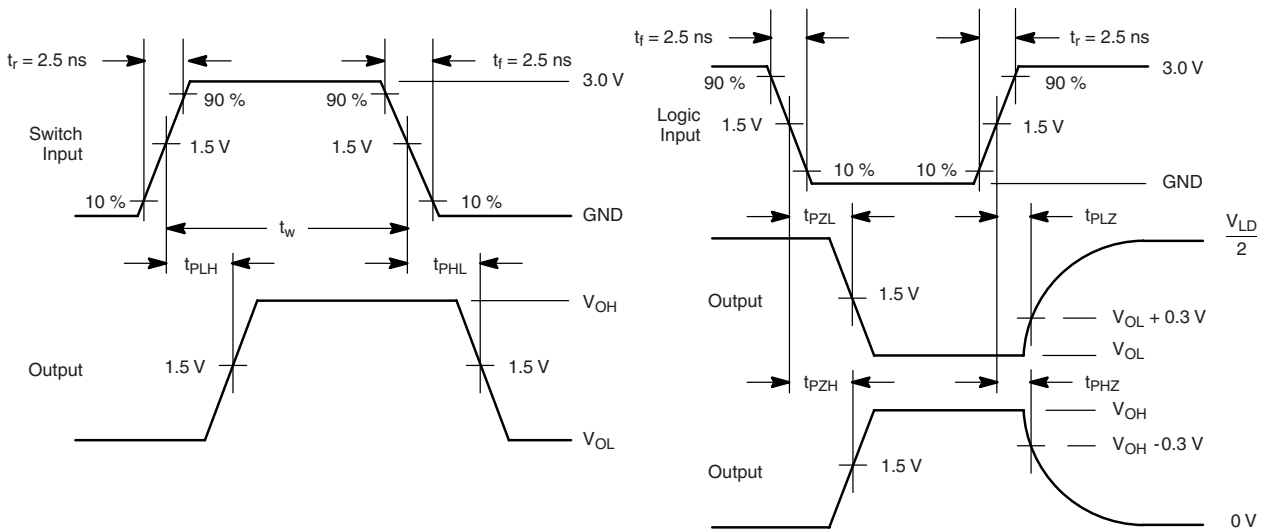 tr = 2.5 ns
tf = 2.5 ns
3.0 V
90 %
90 %
Switch
Input
1.5 V
1.5 V
10 %
10 %
GND
tw
tPLH
tPHL
VOH
Output
1.5 V
1.5 V
VOL
tf = 2.5 ns
tr = 2.5 ns
3.0 V
90 %
90 %
Logic
Input
1.5 V
1.5 V
10 %
10 %
GND
tPZL
tPLZ
VLD
2
Output
1.5 V
VOL + 0.3 V
VOL
tPZH
tPHZ
VOH
VOH -0.3 V
Output
1.5 V
0 V